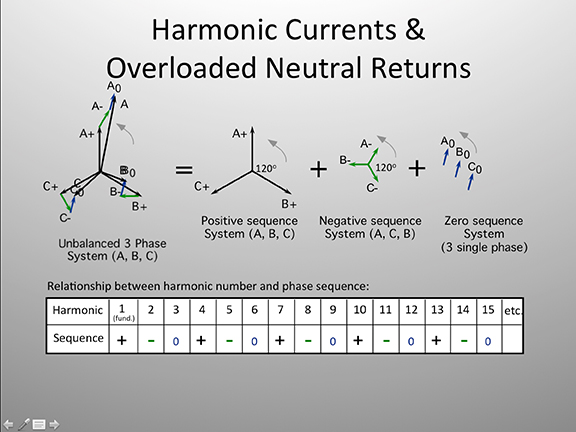 Harmonic Currents &
Overloaded Neutral Returns
A0
A-
A
A+
C+
C
C0
C-
B
B0
B-
B+
=
A+
120°
C+
B+
+
A-
B-
120°
C-
+
A0
B0
C0
Unbalanced 3 Phase
System (A, B, C)
Positive sequence
System (A, B, C)
Negative sequence
System (A, C, B)
Zero sequence
System
(3 single phase)
Relationship between harmonic number and phase sequence:
Harmonic 1 2 3 4 5 6 7 8 9 10 11 12 13 14 15 etc.
(fund.)
Sequence + - 0 + - 0 + - 0 + - 0 + - 0